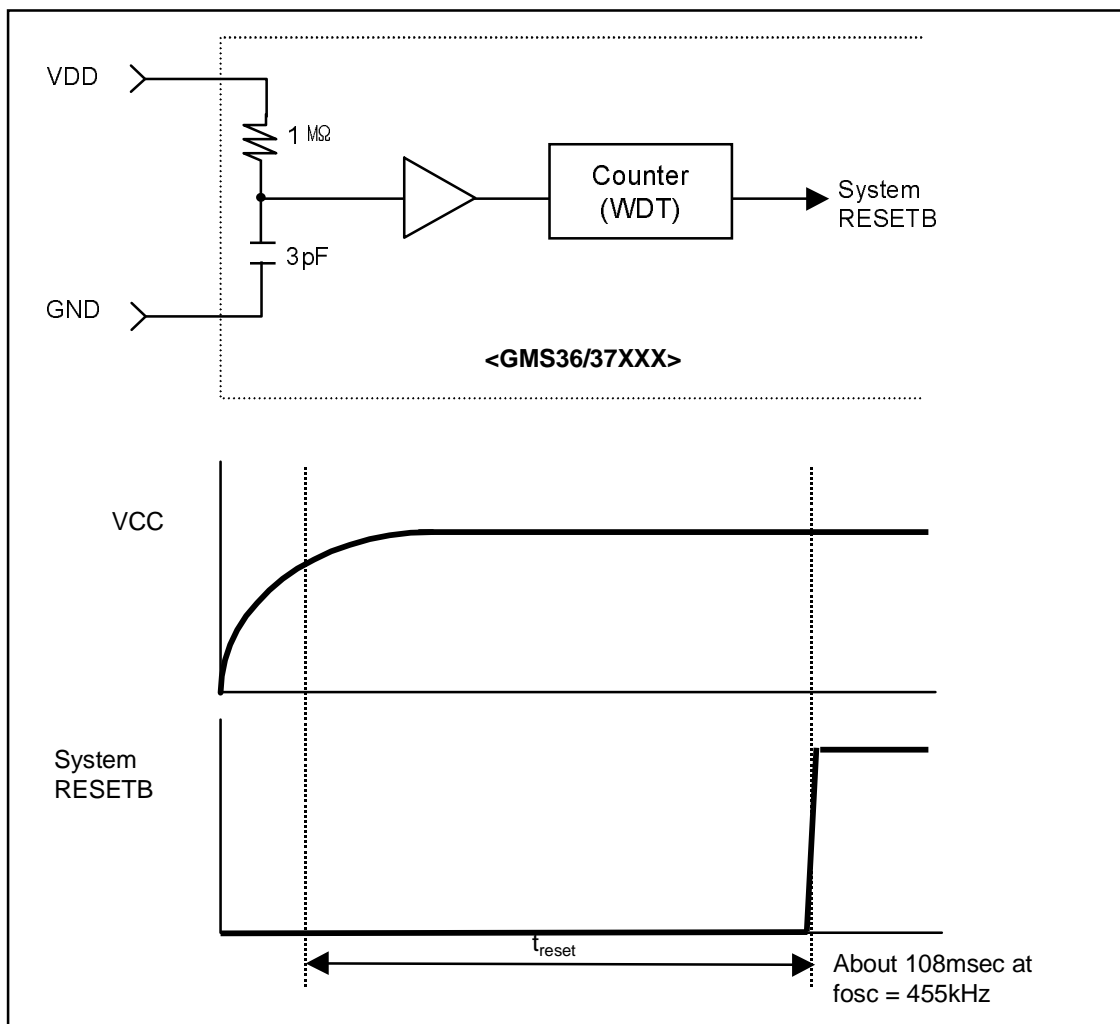 VDD
1 MΩ
Counter
(WDT)
System
RESETB
3pF
GND
<GMS36/37XXX>
VCC
System
RESETB
treset
About 108msec at
fosc = 455kHz